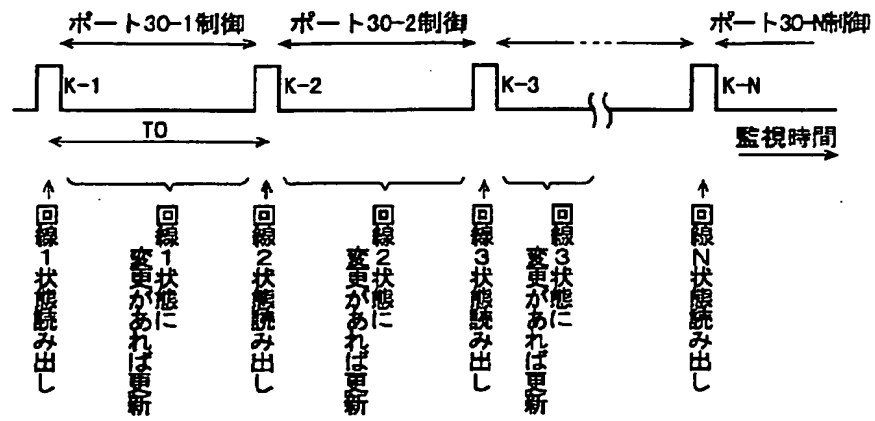 ポート30-1制御
ポート30-2制御
ポート30-N制御
K-1
K-2
K-3
K-N
T0
監視時間
回線1状態読み出し
回線1状態に
変更があれば更新
回線2状態読み出し
回線2状態に
変更があれば更新
回線3状態読み出し
回線3状態に
変更があれば更新
回線N状態読み出し